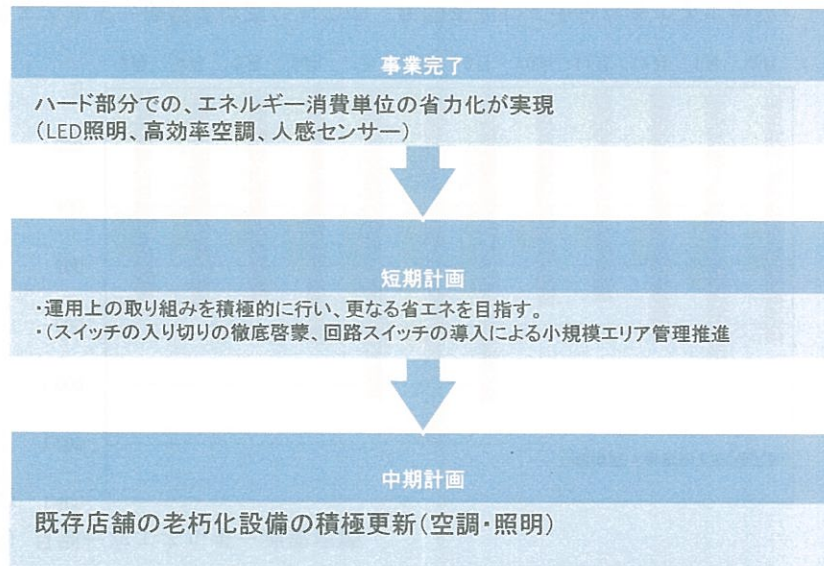 事業完了
ハード部分での、エネルギー消費単位の省力化が実現
（LED照明、高効率空調、人感センサー）
短期計画
・運用上の取り組みを積極的に行い、更なる省エネを目指す。
・（スイッチの入り切りの徹底啓蒙、回路スイッチの導入による小規模エリア管理推進
中期計画
既存店舗の老朽化設備の積極更新（空調・照明）